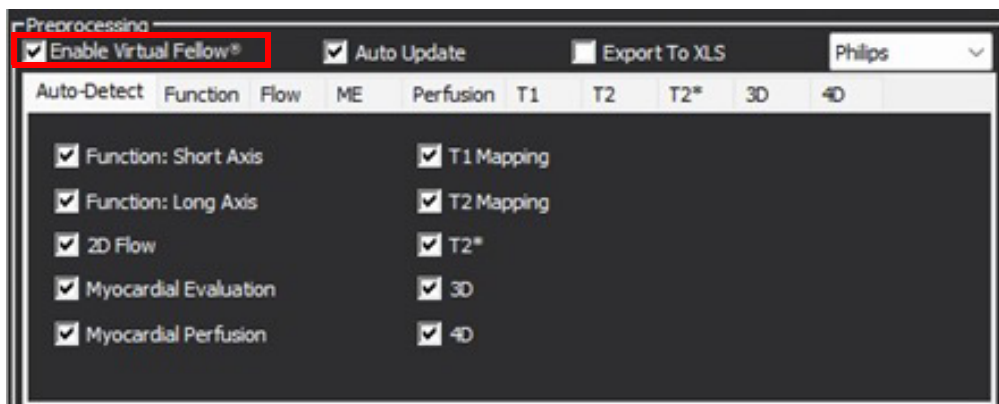 Preprocessing
Enable Virtual Fellow® Auto Update Export To XLS Philips
Auto-Detect Function Flow ME Perfusion T1 T2 T2* 3D 4D
Function: Short Axis T1 Mapping
Function: Long Axis T2 Mapping
2D Flow T2*
Myocardial Evaluation 3D
Myocardial Perfusion 4D